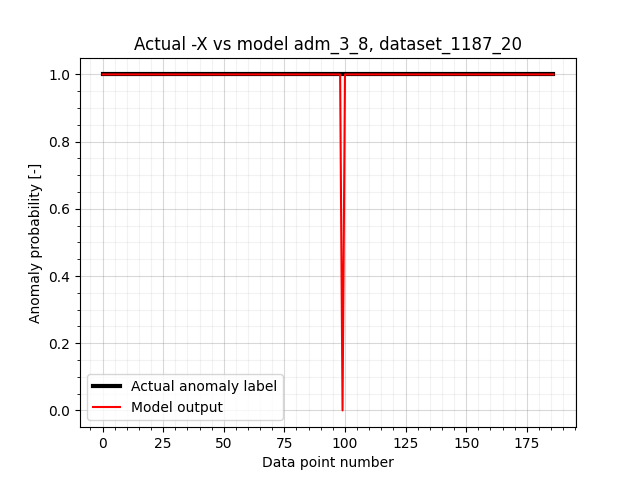 Actual -X vs model adm_3_8, dataset_1187_20
1.0
0.8
0.6
0.4
0.2
0.0
Anomaly probability [-]
Actual anomaly label
Model output
0 25 50 75 100 125 150 175
Data point number